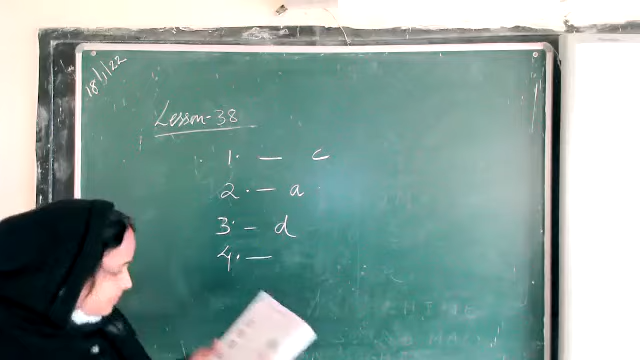 18/1/22
Lesson-38
1. — c
2. — a
3. — d
4. —